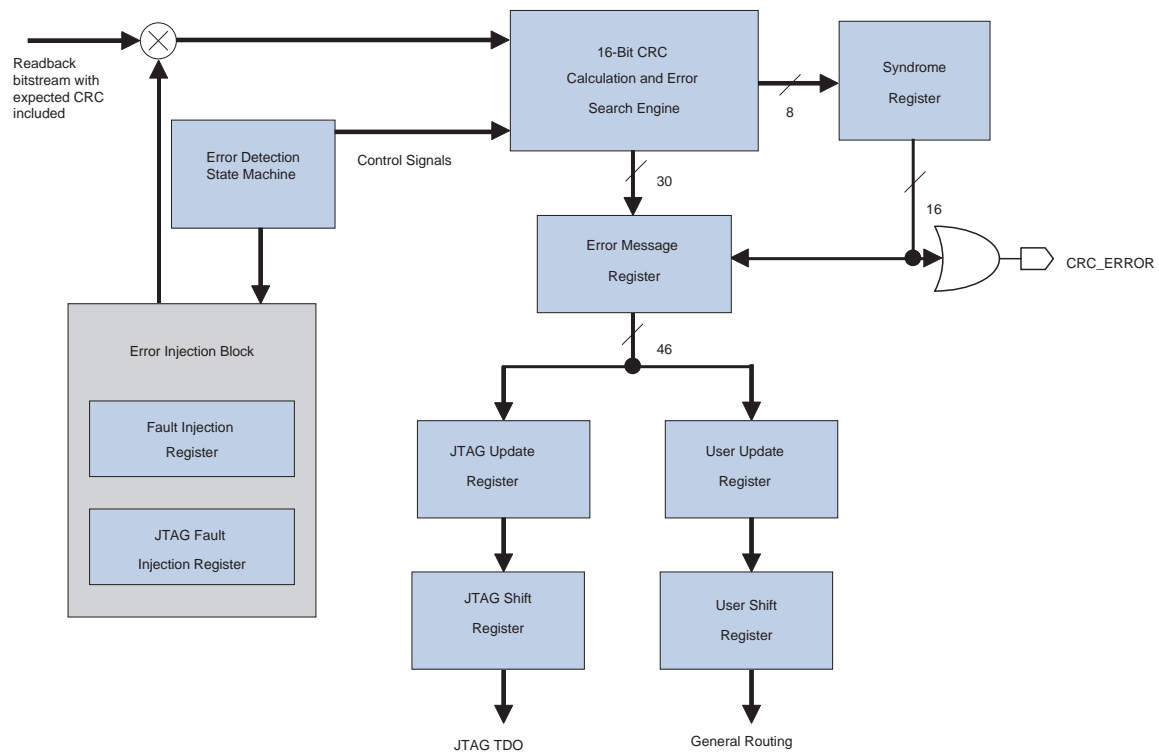 Readback
bitstream with
expected CRC
included
16-Bit CRC
Calculation and Error
Search Engine
8
Syndrome
Register
Error Detection
State Machine
Control Signals
30
16
Error Message
Register
CRC_ERROR
46
Error Injection Block
Fault Injection
Register
JTAG Fault
Injection Register
JTAG Update
Register
User Update
Register
JTAG Shift
Register
User Shift
Register
JTAG TDO
General Routing